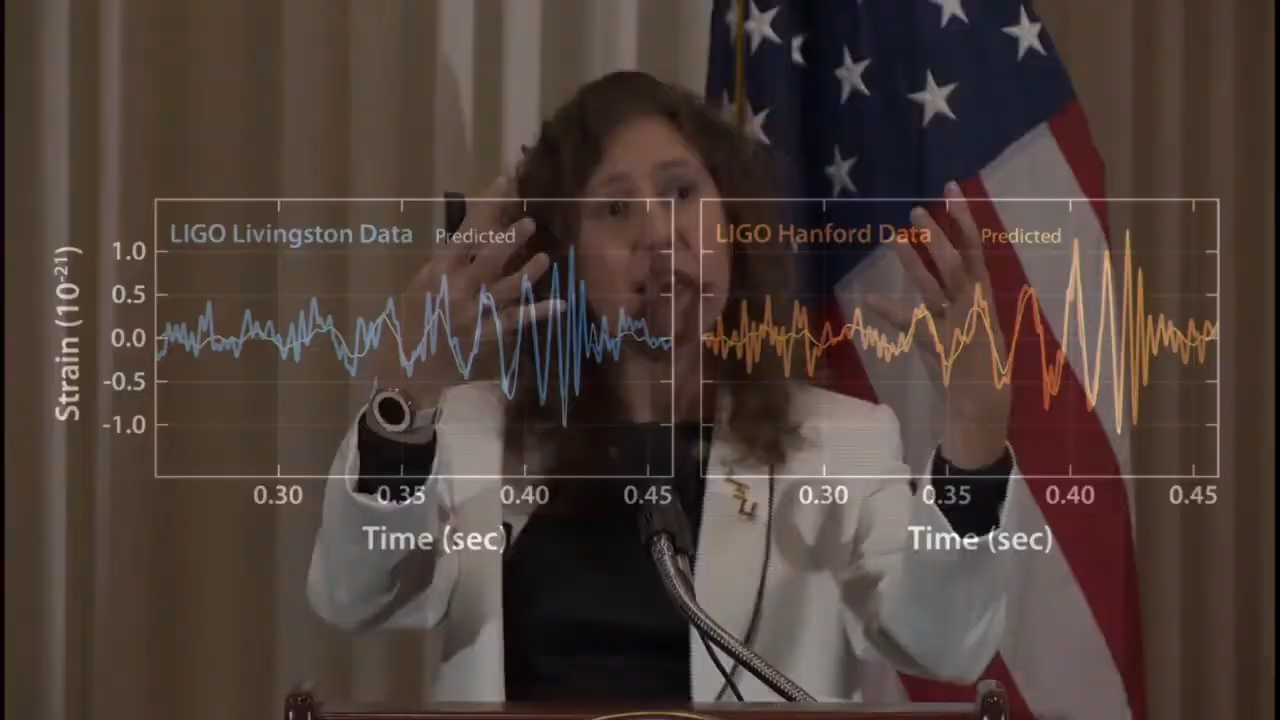 LIGO Livingston Data Predicted
LIGO Hanford Data Predicted
Strain (10⁻²¹)
1.0
0.5
0.0
-0.5
-1.0
0.30 0.35 0.40 0.45
0.30 0.35 0.40 0.45
Time (sec)
Time (sec)